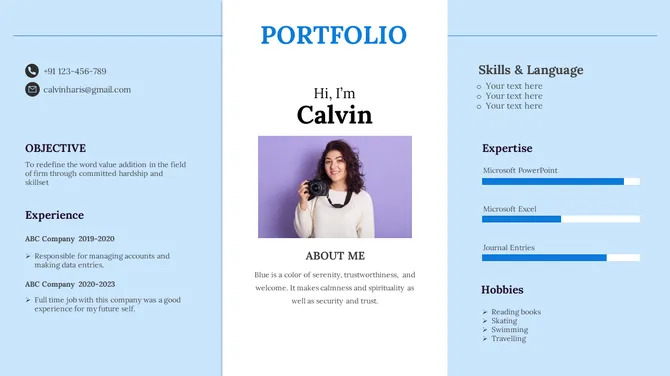 PORTFOLIO
+91 123-456-789
calvinharis@gmail.com
OBJECTIVE
To redefine the word value addition in the field
of firm through committed hardship and
skillset
Experience
ABC Company 2019-2020
Responsible for managing accounts and
making data entries.
ABC Company 2020-2023
Full time job with this company was a good
experience for my future self.
Hi, I'm
Calvin
ABOUT ME
Blue is a color of serenity, trustworthiness, and
welcome. It makes calmness and spirituality as
well as security and trust.
Skills & Language
Your text here
Your text here
Your text here
Expertise
Microsoft PowerPoint
Microsoft Excel
Journal Entries
Hobbies
Reading books
Skating
Swimming
Travelling